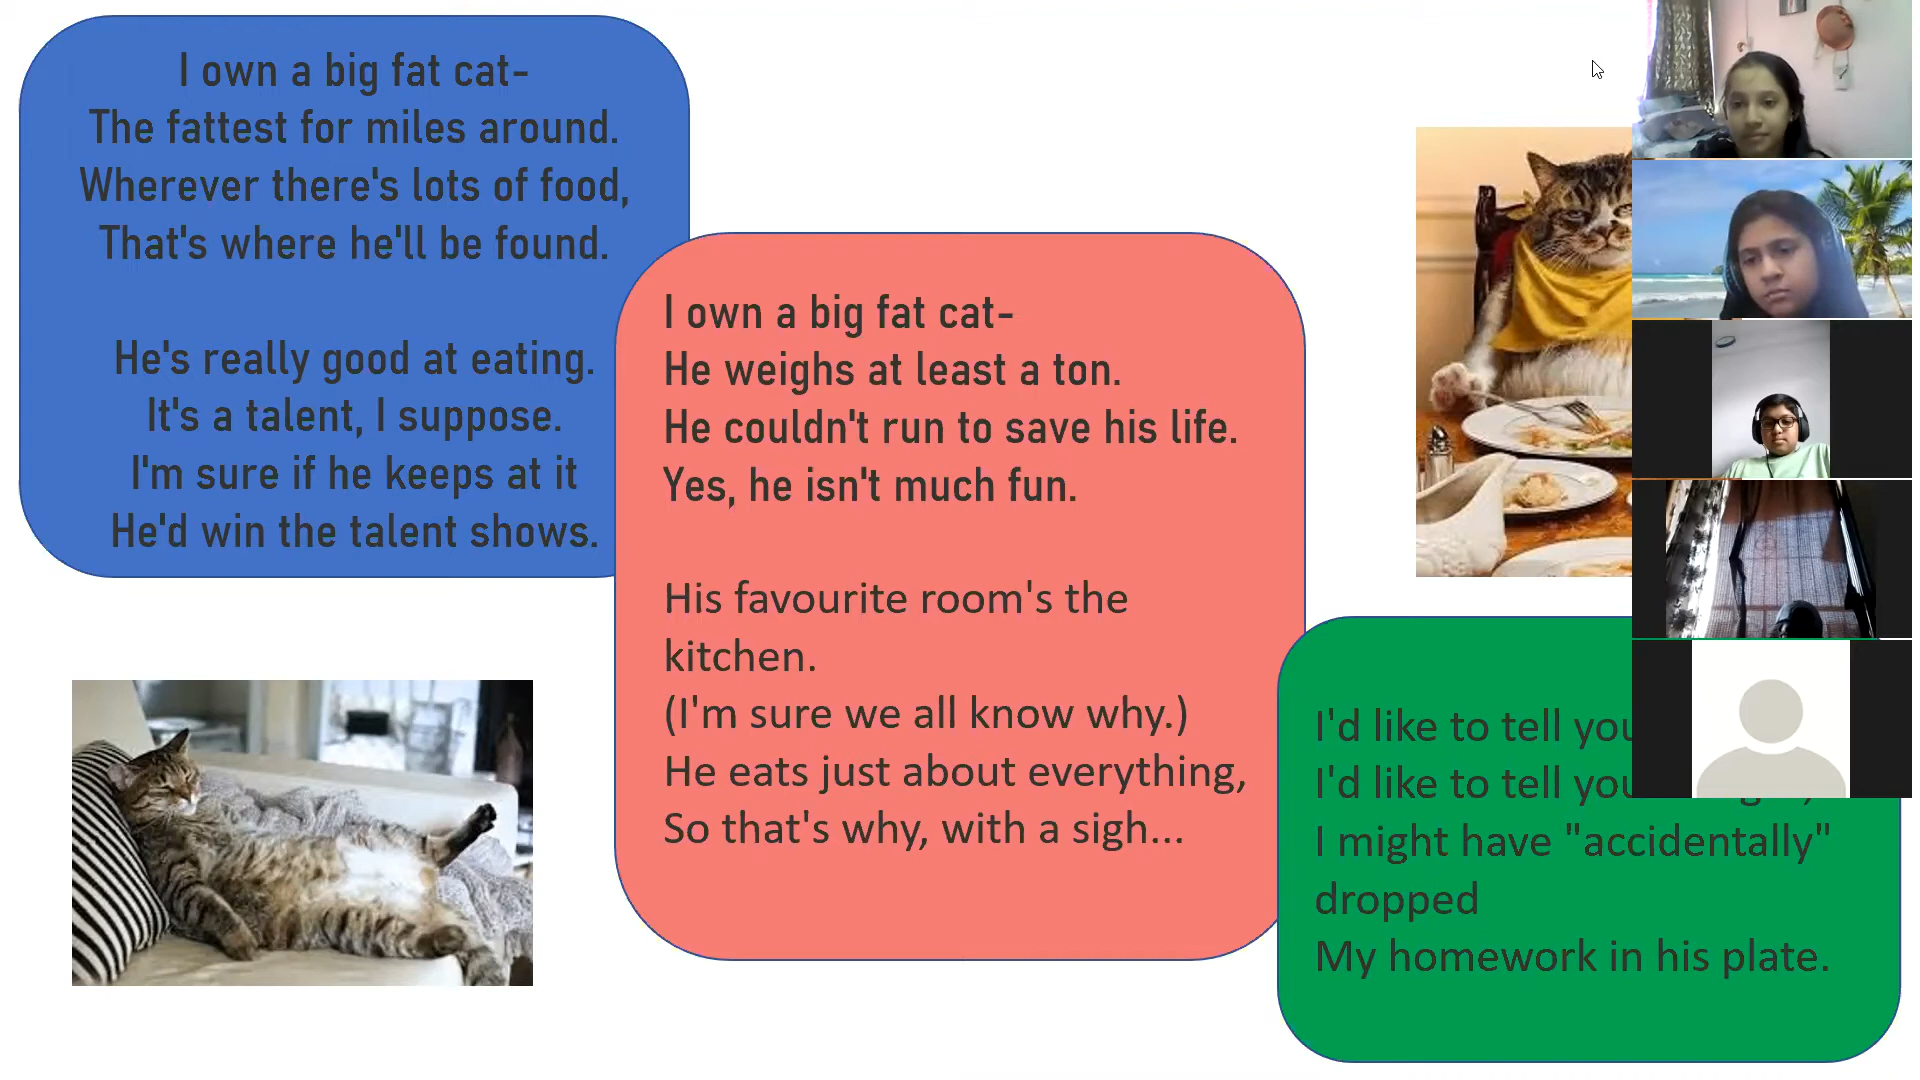 I own a big fat cat-
The fattest for miles around.
Wherever there's lots of food,
That's where he'll be found.
He's really good at eating.
It's a talent, I suppose.
I'm sure if he keeps at it
He'd win the talent shows.
I own a big fat cat-
He weighs at least a ton.
He couldn't run to save his life.
Yes, he isn't much fun.
His favourite room's the
kitchen.
(I'm sure we all know why.)
He eats just about everything,
So that's why, with a sigh...
I'd like to tell you
I'd like to tell you
I might have "accidentally"
dropped
My homework in his plate.